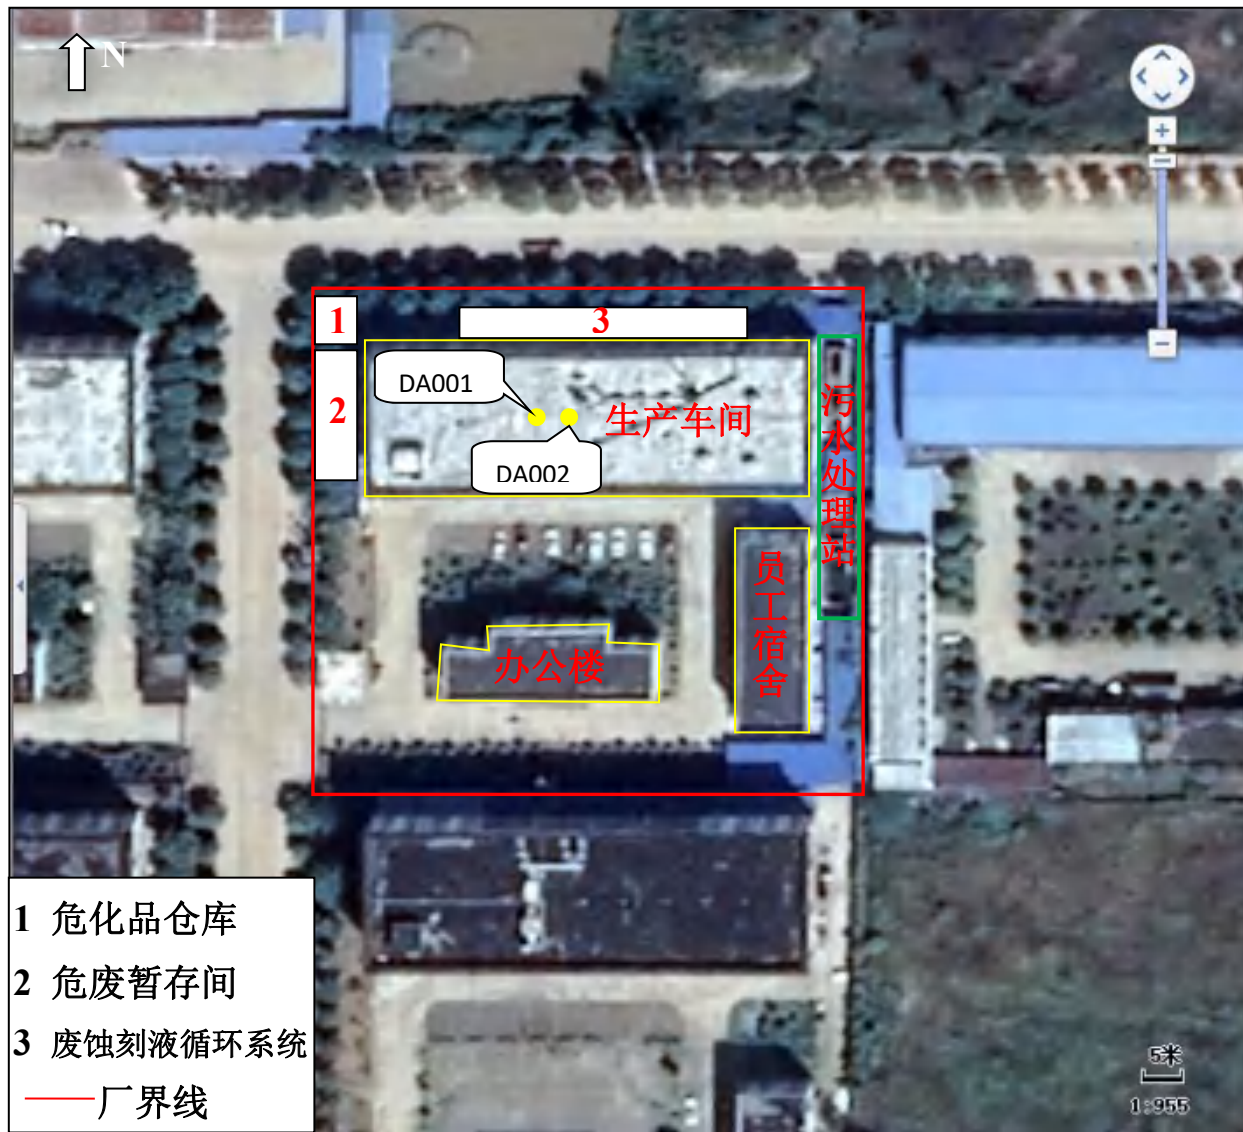 N
1
3
2
DA001
DA002
生产车间
污水处理站
员工宿舍
办公楼
1 危化品仓库
2 危废暂存间
3 废蚀刻液循环系统
厂界线
5米
1:955